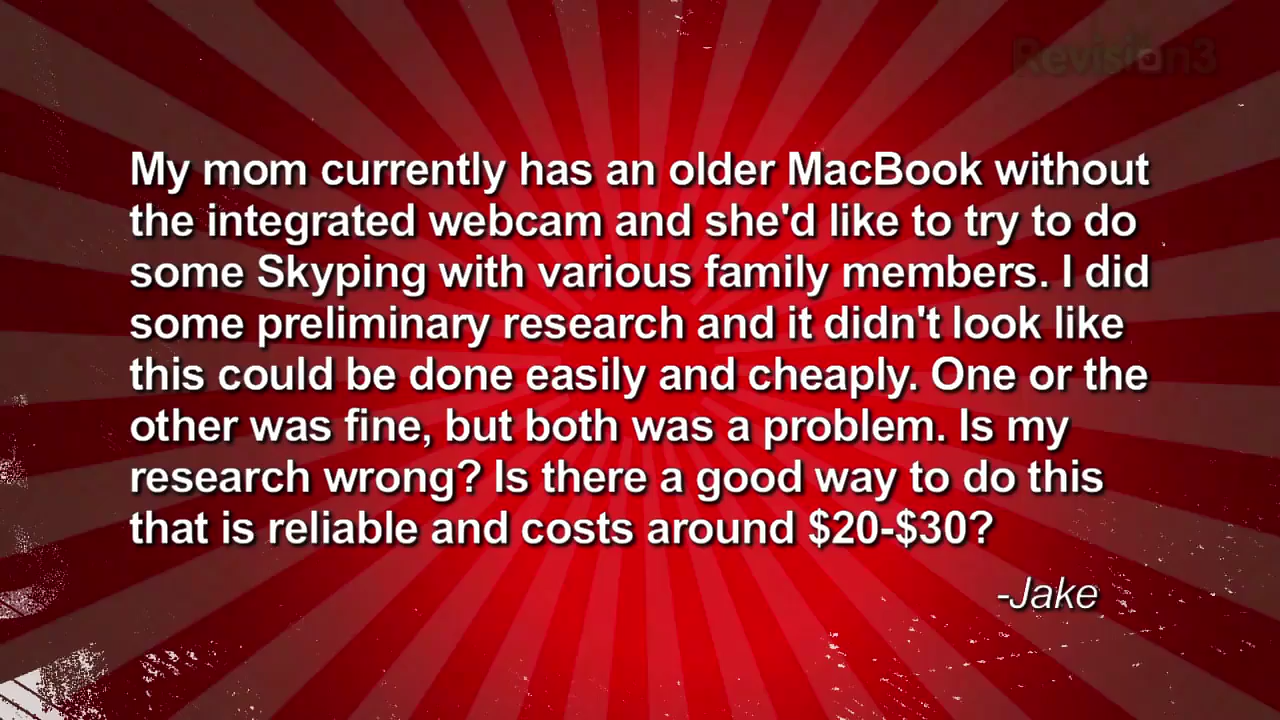 Revision3
My mom currently has an older MacBook without
the integrated webcam and she'd like to try to do
some Skyping with various family members. I did
some preliminary research and it didn't look like
this could be done easily and cheaply. One or the
other was fine, but both was a problem. Is my
research wrong? Is there a good way to do this
that is reliable and costs around $20-$30?
-Jake